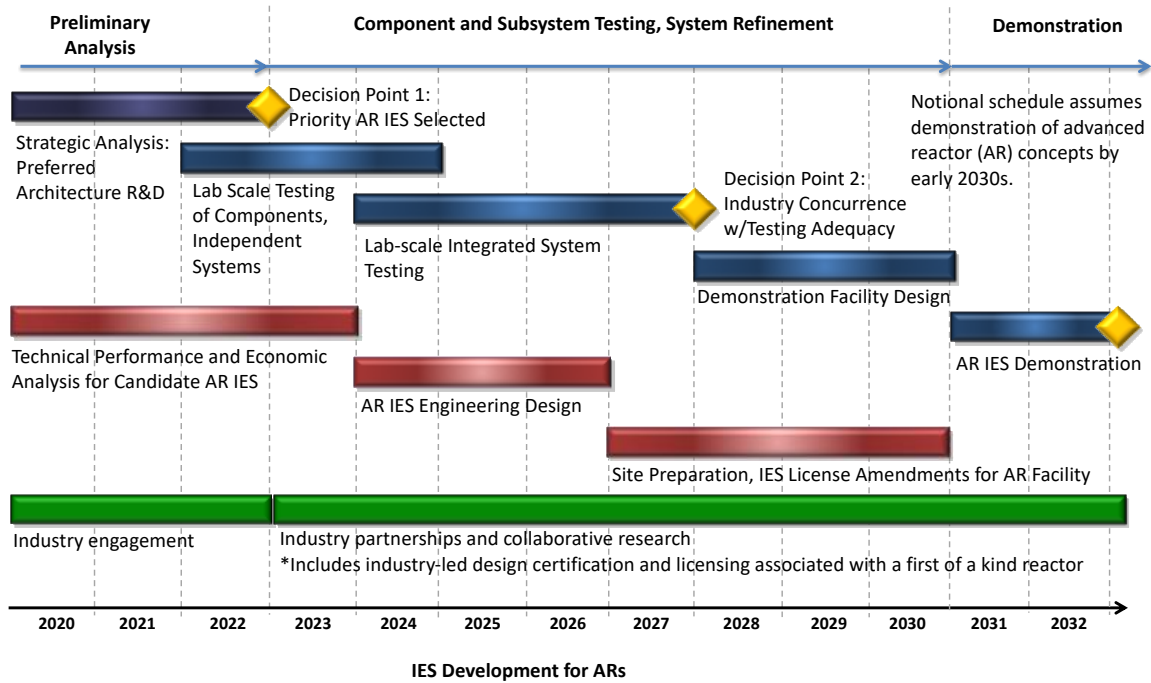 Preliminary
Analysis
Component and Subsystem Testing, System Refinement
Demonstration
Decision Point 1:
Priority AR IES Selected
Notional schedule assumes
demonstration of advanced
reactor (AR) concepts by
early 2030s.
Strategic Analysis:
Preferred
Architecture R&D
Lab Scale Testing
of Components,
Independent
Systems
Decision Point 2:
Industry Concurrence
w/Testing Adequacy
Lab-scale Integrated System
Testing
Demonstration Facility Design
Technical Performance and Economic
Analysis for Candidate AR IES
AR IES Demonstration
AR IES Engineering Design
Site Preparation, IES License Amendments for AR Facility
Industry engagement
Industry partnerships and collaborative research
*Includes industry-led design certification and licensing associated with a first of a kind reactor
2020 2021 2022 2023 2024 2025 2026 2027 2028 2029 2030 2031 2032
IES Development for ARs